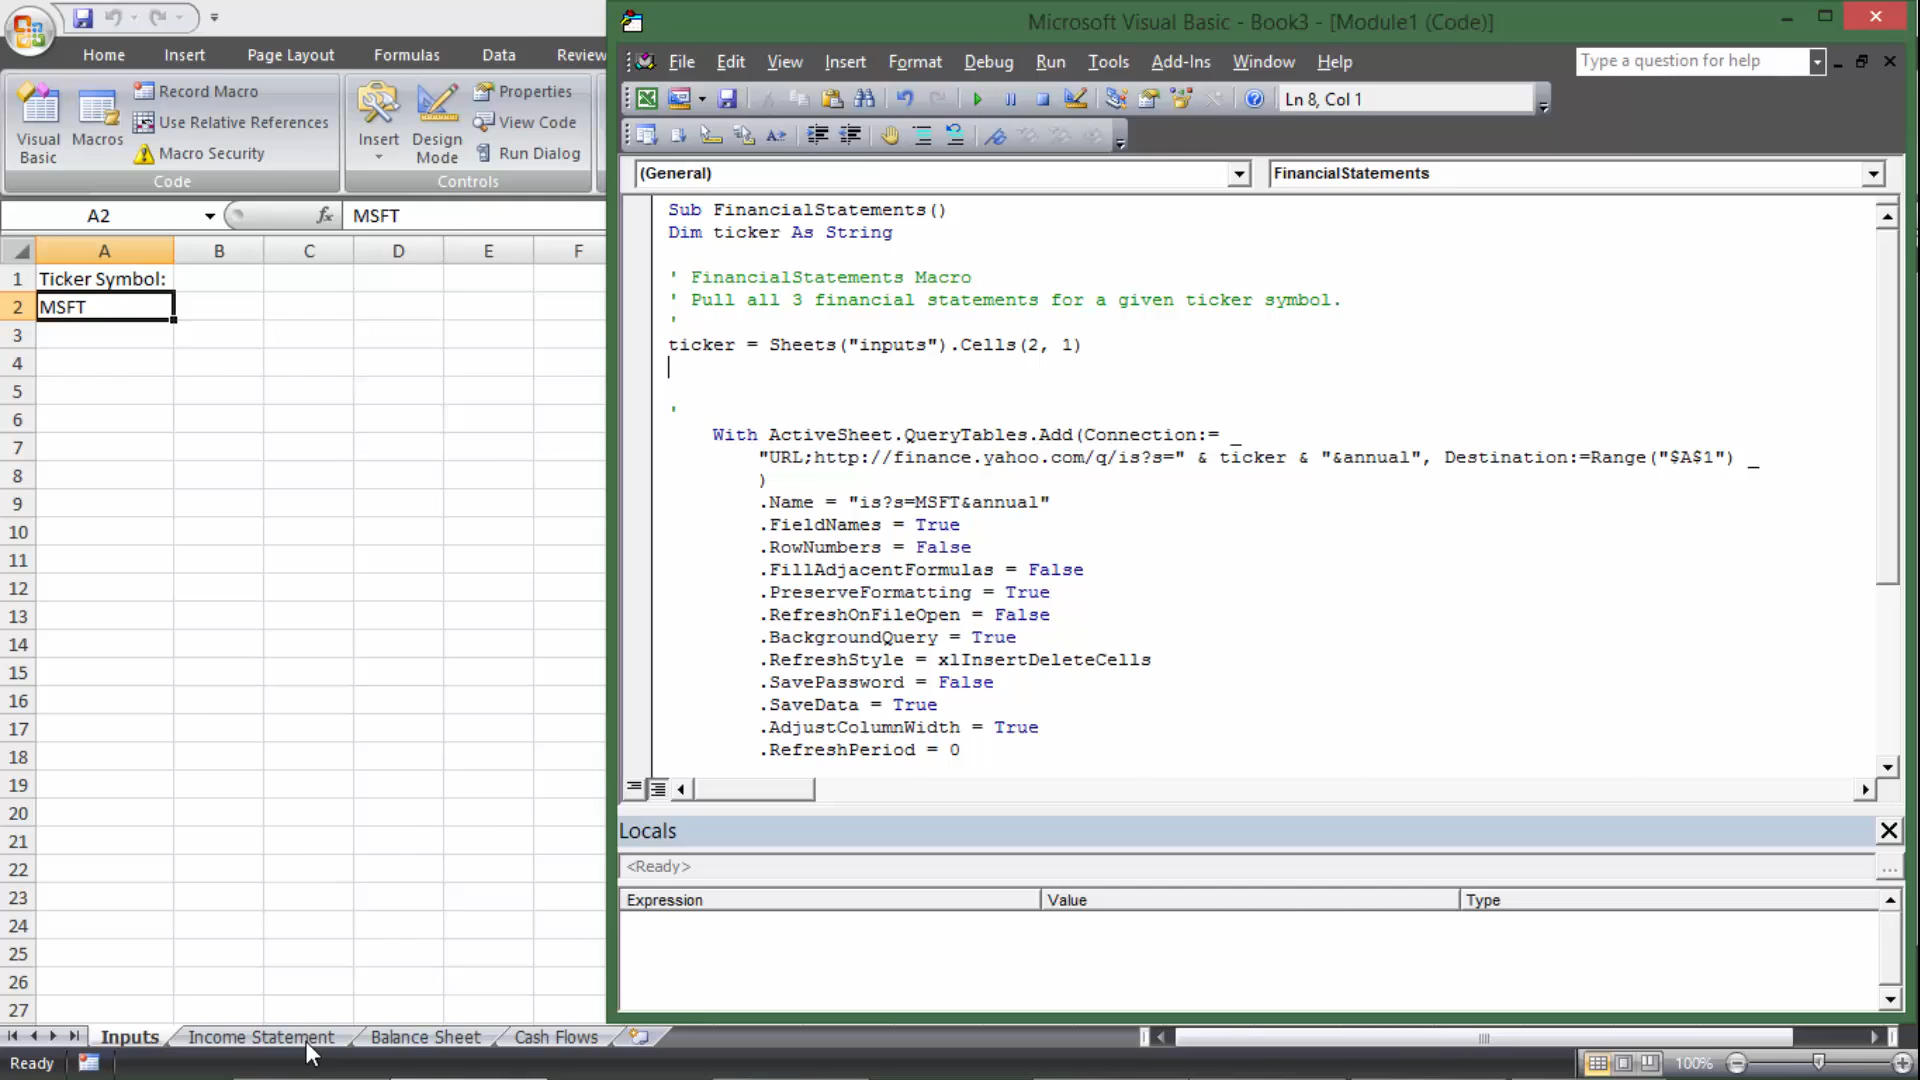 Microsoft Visual Basic - Book3 - [Module1 (Code)]
Home Insert Page Layout Formulas Data Review
File Edit View Insert Format Debug Run Tools Add-Ins Window Help
Type a question for help
Visual Basic
Macros
Record Macro
Use Relative References
Macro Security
Code
Insert
Design Mode
Properties
View Code
Run Dialog
Controls
Ln 8, Col 1
(General)
FinancialStatements
A2
fx
MSFT
A B C D E F
1 Ticker Symbol:
2 MSFT
3
4
5
6
7
8
9
10
11
12
13
14
15
16
17
18
19
20
21
22
23
24
25
26
27
Sub FinancialStatements()
Dim ticker As String
' FinancialStatements Macro
' Pull all 3 financial statements for a given ticker symbol.
'
ticker = Sheets("inputs").Cells(2, 1)
'
With ActiveSheet.QueryTables.Add(Connection:= _
"URL;http://finance.yahoo.com/q/is?s=" & ticker & "&annual", Destination:=Range("$A$1") _
)
.Name = "is?s=MSFT&annual"
.FieldNames = True
.RowNumbers = False
.FillAdjacentFormulas = False
.PreserveFormatting = True
.RefreshOnFileOpen = False
.BackgroundQuery = True
.RefreshStyle = xlInsertDeleteCells
.SavePassword = False
.SaveData = True
.AdjustColumnWidth = True
.RefreshPeriod = 0
Locals
<Ready>
Expression Value Type
Inputs Income Statement Balance Sheet Cash Flows
Ready
100%